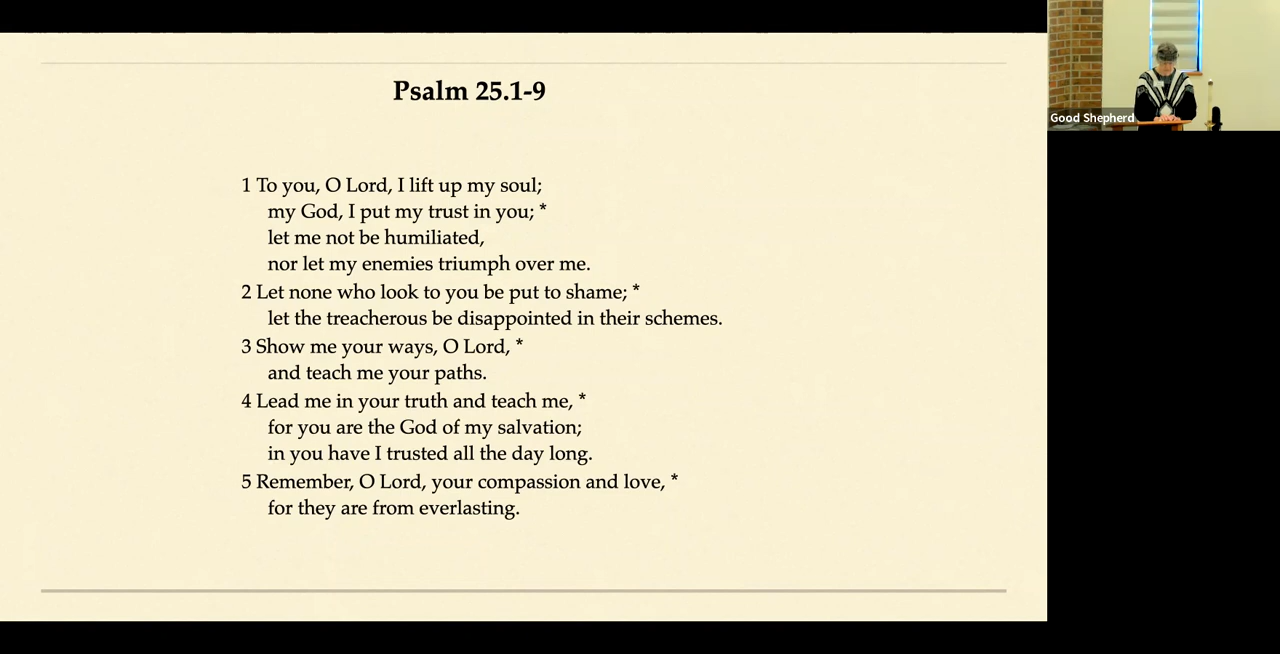 Psalm 25.1-9
1 To you, O Lord, I lift up my soul;
my God, I put my trust in you; *
let me not be humiliated,
nor let my enemies triumph over me.
2 Let none who look to you be put to shame; *
let the treacherous be disappointed in their schemes.
3 Show me your ways, O Lord, *
and teach me your paths.
4 Lead me in your truth and teach me, *
for you are the God of my salvation;
in you have I trusted all the day long.
5 Remember, O Lord, your compassion and love, *
for they are from everlasting.
Good Shepherd